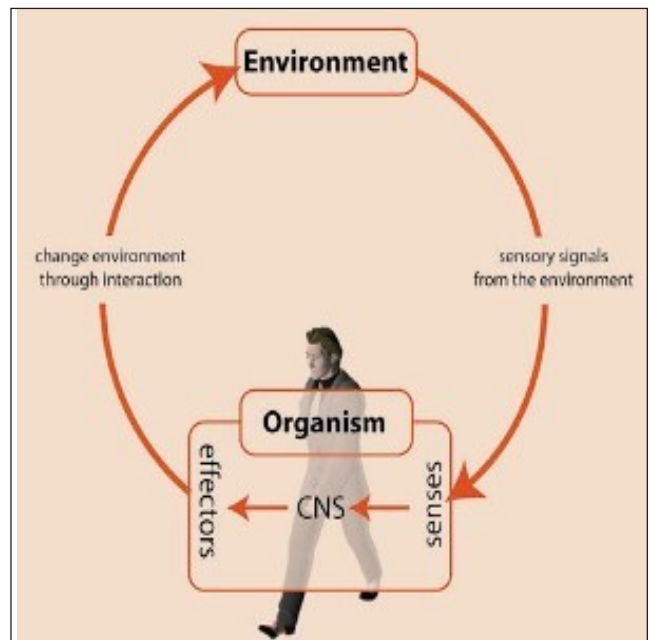 Environment
change environment
through interaction
sensory signals
from the environment
Organism
effectors
CNS
senses